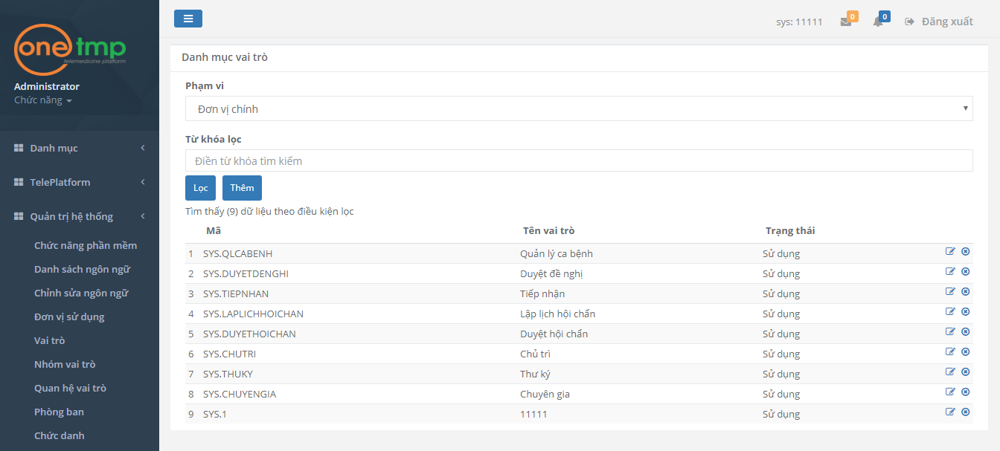 onetmp
telemedicine platform
Administrator
Chức năng
Danh mục
TelePlatform
Quản trị hệ thống
Chức năng phần mềm
Danh sách ngôn ngữ
Chỉnh sửa ngôn ngữ
Đơn vị sử dụng
Vai trò
Nhóm vai trò
Quan hệ vai trò
Phòng ban
Chức danh
sys: 11111 0 0 Đăng xuất
Danh mục vai trò
Phạm vi
Đơn vị chính
Từ khóa lọc
Điền từ khóa tìm kiếm
Lọc Thêm
Tìm thấy (9) dữ liệu theo điều kiện lọc
Mã Tên vai trò Trạng thái
1 SYS.QLCABENH Quản lý ca bệnh Sử dụng
2 SYS.DUYETDENGHI Duyệt đề nghị Sử dụng
3 SYS.TIEPNHAN Tiếp nhận Sử dụng
4 SYS.LAPLICHHOICHAN Lập lịch hội chẩn Sử dụng
5 SYS.DUYETHOICHAN Duyệt hội chẩn Sử dụng
6 SYS.CHUTRI Chủ trì Sử dụng
7 SYS.THUKY Thư ký Sử dụng
8 SYS.CHUYENGIA Chuyên gia Sử dụng
9 SYS.1 11111 Sử dụng